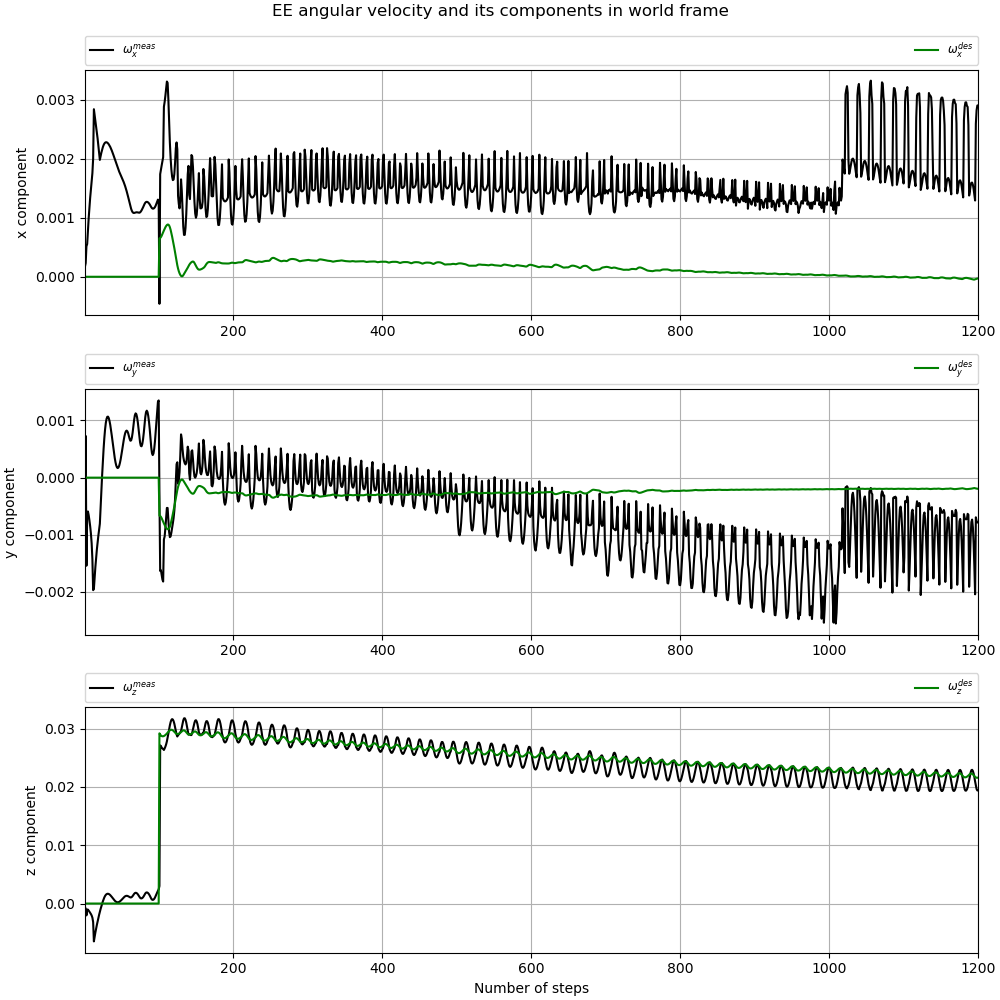 EE angular velocity and its components in world frame
ω_x^meas ω_x^des
0.003
0.002
0.001
0.000
x component
200 400 600 800 1000 1200
ω_y^meas ω_y^des
0.001
0.000
−0.001
−0.002
y component
200 400 600 800 1000 1200
ω_z^meas ω_z^des
0.03
0.02
0.01
0.00
z component
200 400 600 800 1000 1200
Number of steps